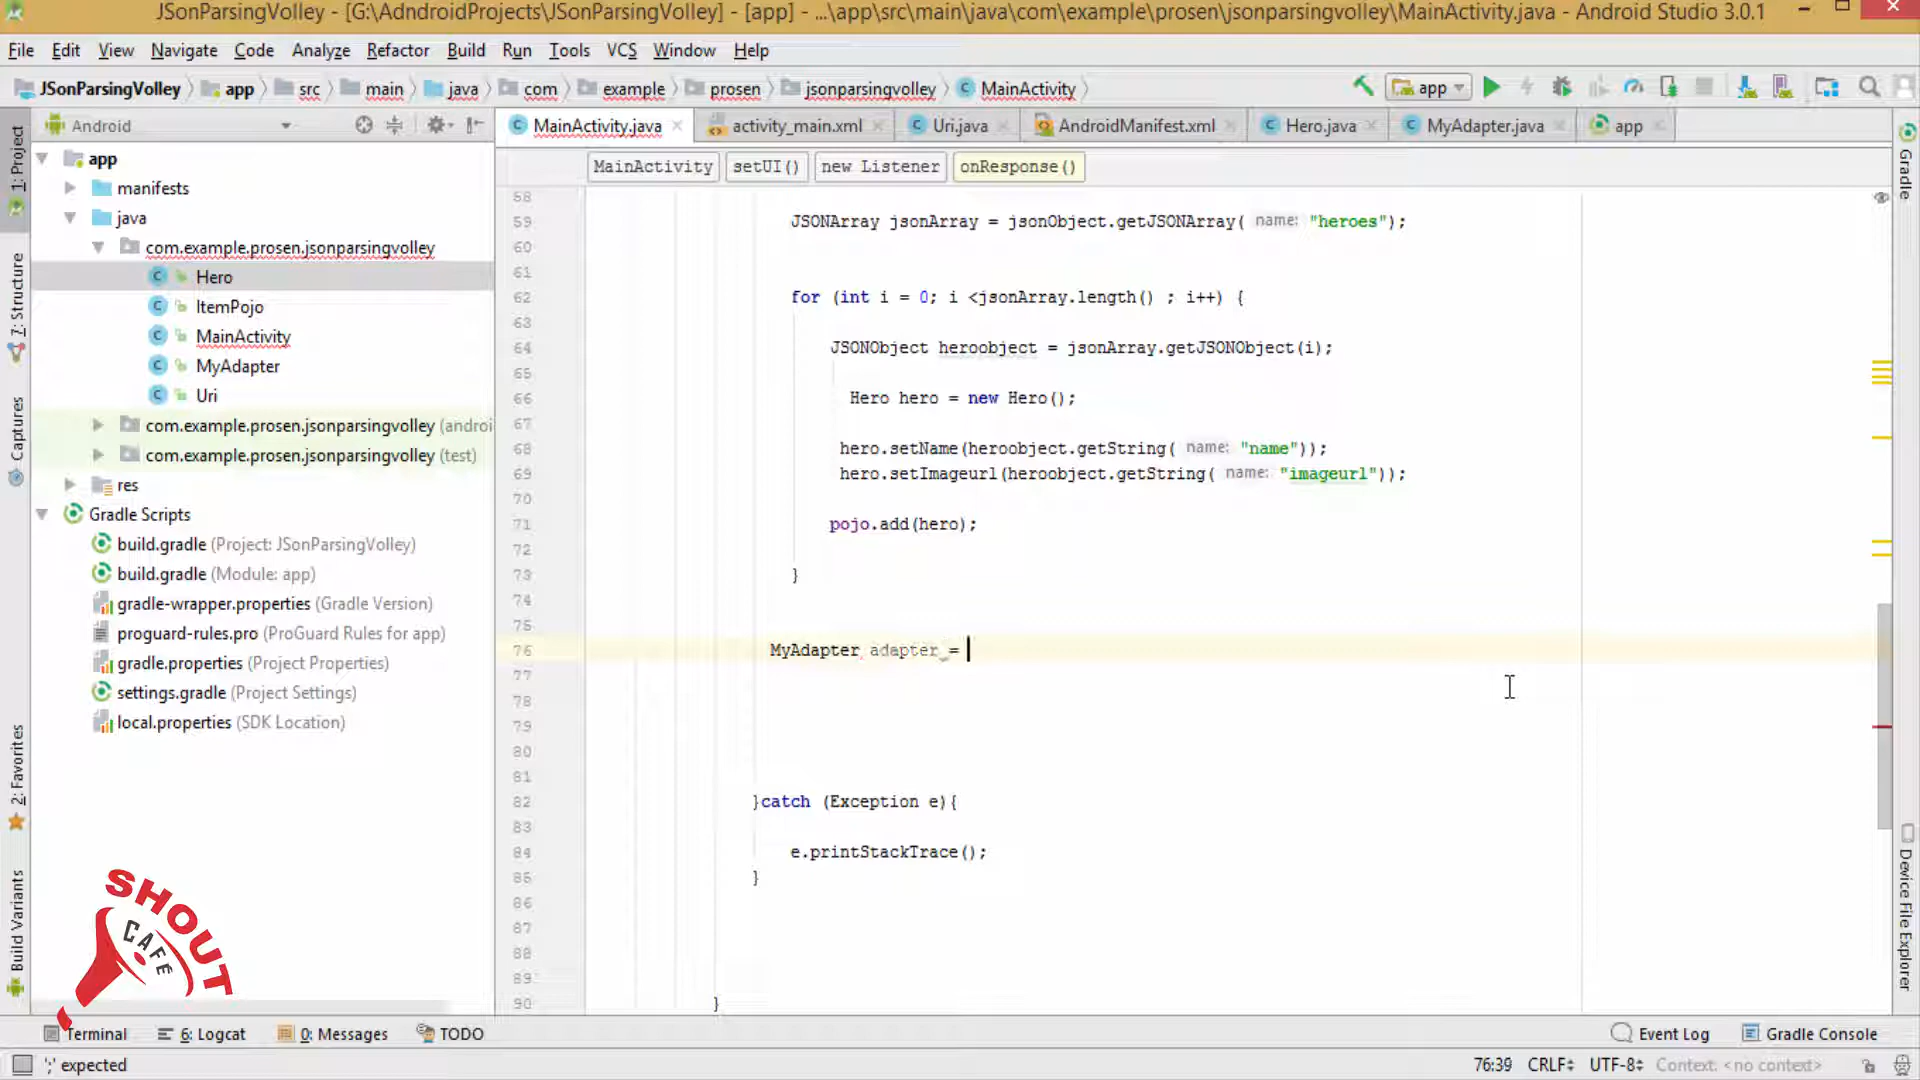 JSonParsingVolley - [G:\AdndroidProjects\JSonParsingVolley] - [app] - ...\app\src\main\java\com\example\prosen\jsonparsingvolley\MainActivity.java - Android Studio 3.0.1
File Edit View Navigate Code Analyze Refactor Build Run Tools VCS Window Help
JSonParsingVolley app src main java com example prosen jsonparsingvolley MainActivity app
Android
MainActivity.java activity_main.xml Uri.java AndroidManifest.xml Hero.java MyAdapter.java app
MainActivity setUI() new Listener onResponse()
1: Project
7: Structure
Captures
2: Favorites
Build Variants
app
manifests
java
com.example.prosen.jsonparsingvolley
Hero
ItemPojo
MainActivity
MyAdapter
Uri
com.example.prosen.jsonparsingvolley (androi
com.example.prosen.jsonparsingvolley (test)
res
Gradle Scripts
build.gradle (Project: JSonParsingVolley)
build.gradle (Module: app)
gradle-wrapper.properties (Gradle Version)
proguard-rules.pro (ProGuard Rules for app)
gradle.properties (Project Properties)
settings.gradle (Project Settings)
local.properties (SDK Location)
58
59 JSONArray jsonArray = jsonObject.getJSONArray( name: "heroes");
60
61
62 for (int i = 0; i <jsonArray.length() ; i++) {
63
64 JSONObject heroobject = jsonArray.getJSONObject(i);
65
66 Hero hero = new Hero();
67
68 hero.setName(heroobject.getString( name: "name"));
69 hero.setImageurl(heroobject.getString( name: "imageurl"));
70
71 pojo.add(hero);
72
73 }
74
75
76 MyAdapter adapter =
77
78
79
80
81
82 }catch (Exception e){
83
84 e.printStackTrace();
85 }
86
87
88
89
90 }
Gradle
Device File Explorer
SHOUT
CAFE
Terminal 6: Logcat 0: Messages TODO Event Log Gradle Console
';' expected 76:39 CRLF UTF-8 Context: <no context>